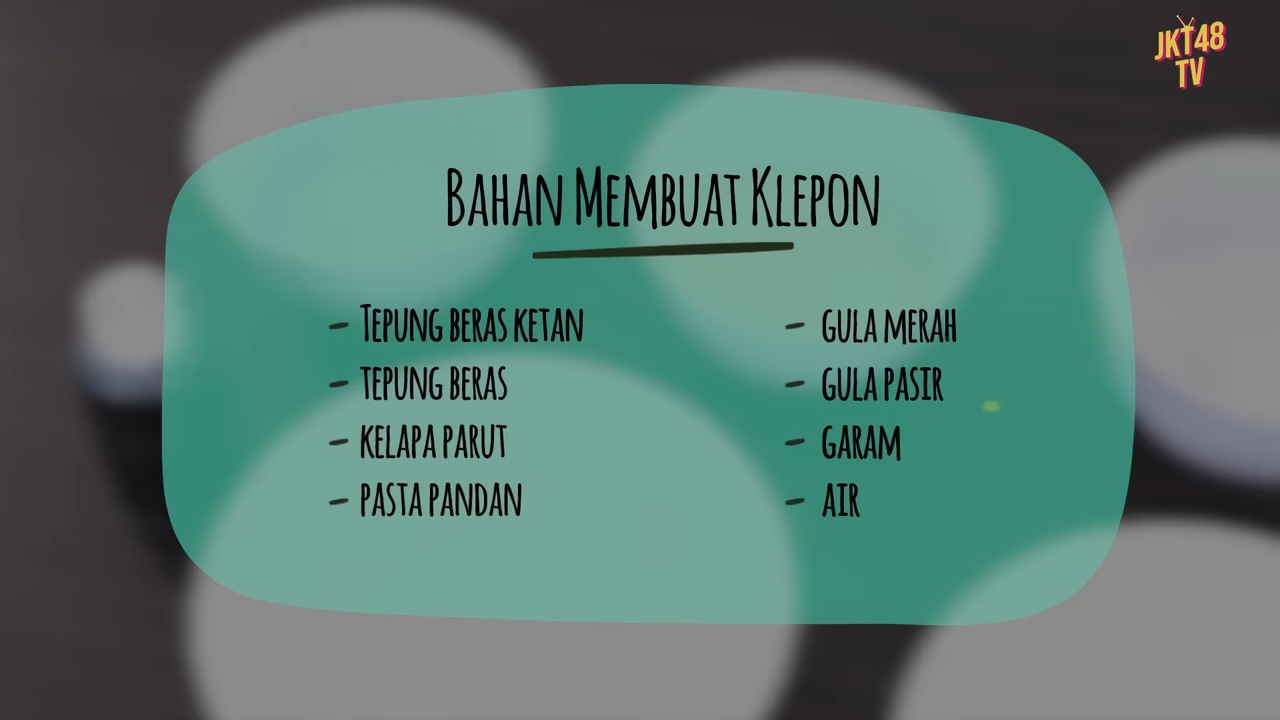 JKT48
TV
Bahan Membuat Klepon
- Tepung beras ketan
- tepung beras
- kelapa parut
- pasta pandan
- gula merah
- gula pasir
- garam
- air